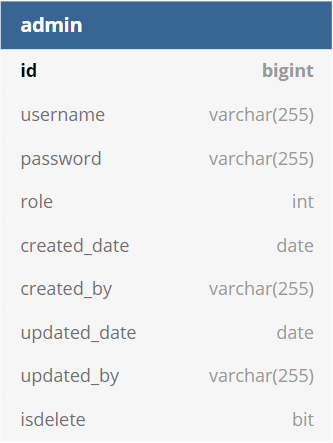 admin
id bigint
username varchar(255)
password varchar(255)
role int
created_date date
created_by varchar(255)
updated_date date
updated_by varchar(255)
isdelete bit